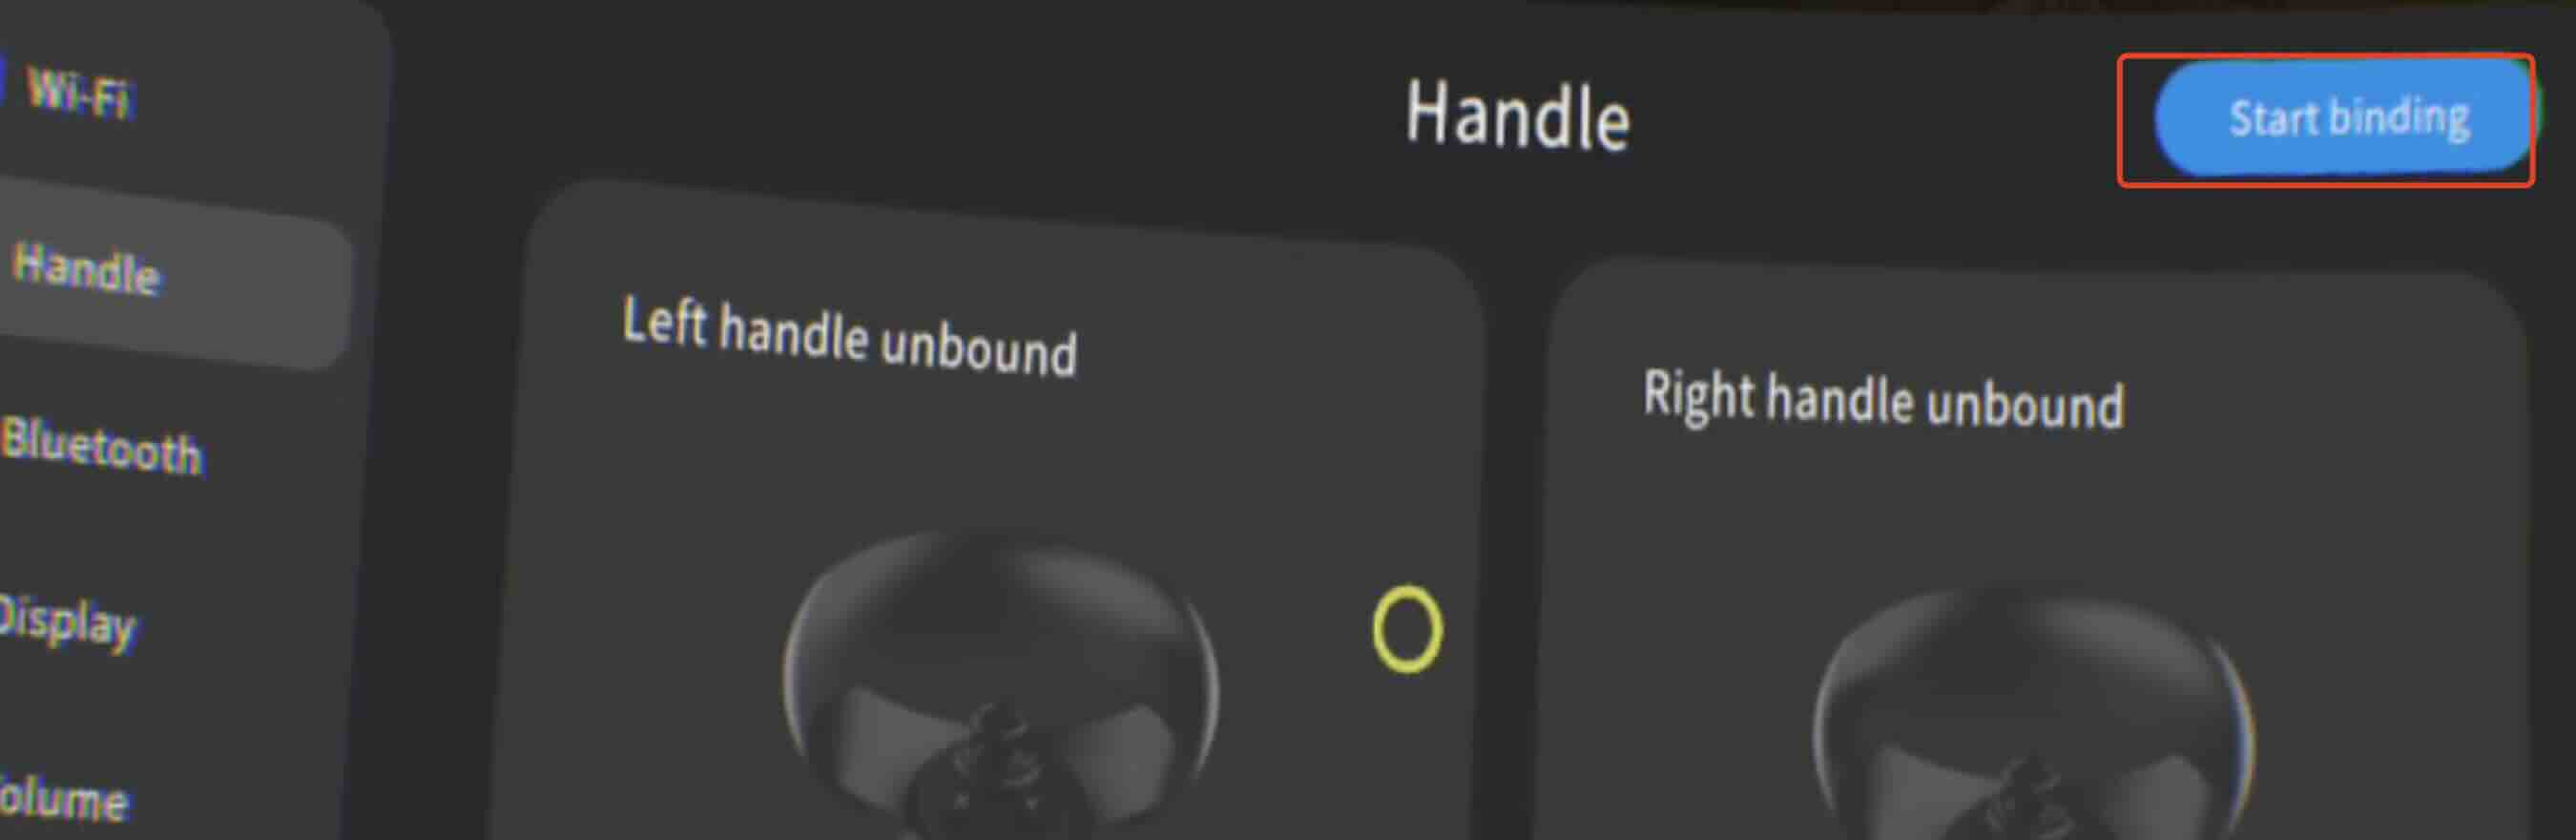 Wi-Fi
Handle
Bluetooth
Display
Handle
Start binding
Left handle unbound
Right handle unbound